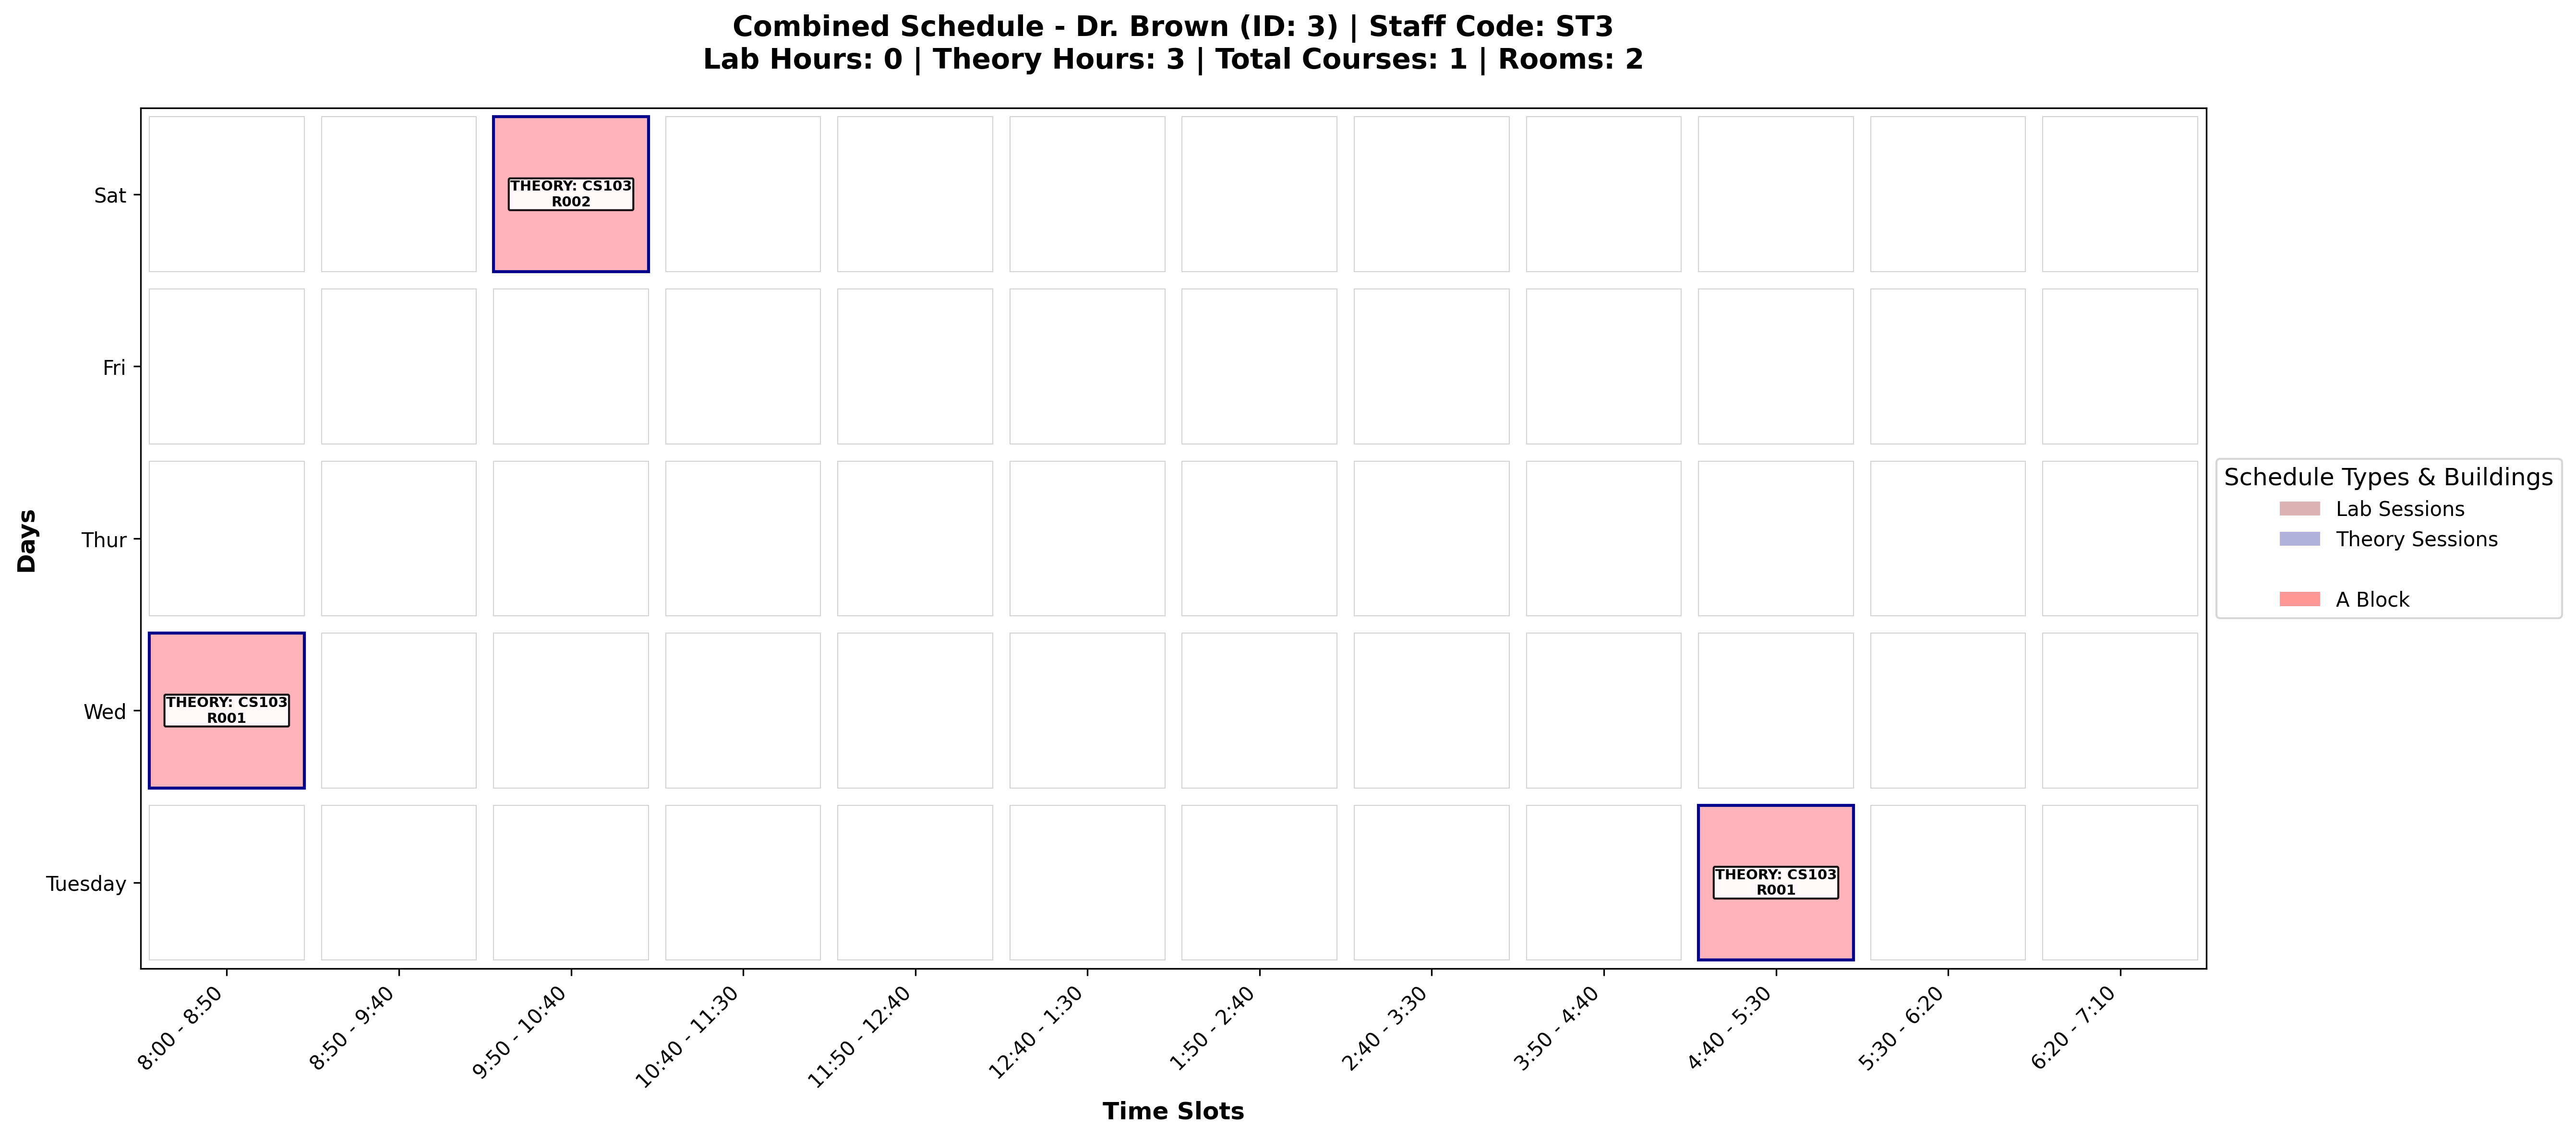 Combined Schedule - Dr. Brown (ID: 3) | Staff Code: ST3
Lab Hours: 0 | Theory Hours: 3 | Total Courses: 1 | Rooms: 2
Days
Sat
THEORY: CS103
R002
Fri
Thur
Wed
THEORY: CS103
R001
Tuesday
THEORY: CS103
R001
8:00 - 8:50
8:50 - 9:40
9:50 - 10:40
10:40 - 11:30
11:50 - 12:40
12:40 - 1:30
1:50 - 2:40
2:40 - 3:30
3:50 - 4:40
4:40 - 5:30
5:30 - 6:20
6:20 - 7:10
Time Slots
Schedule Types & Buildings
Lab Sessions
Theory Sessions
A Block